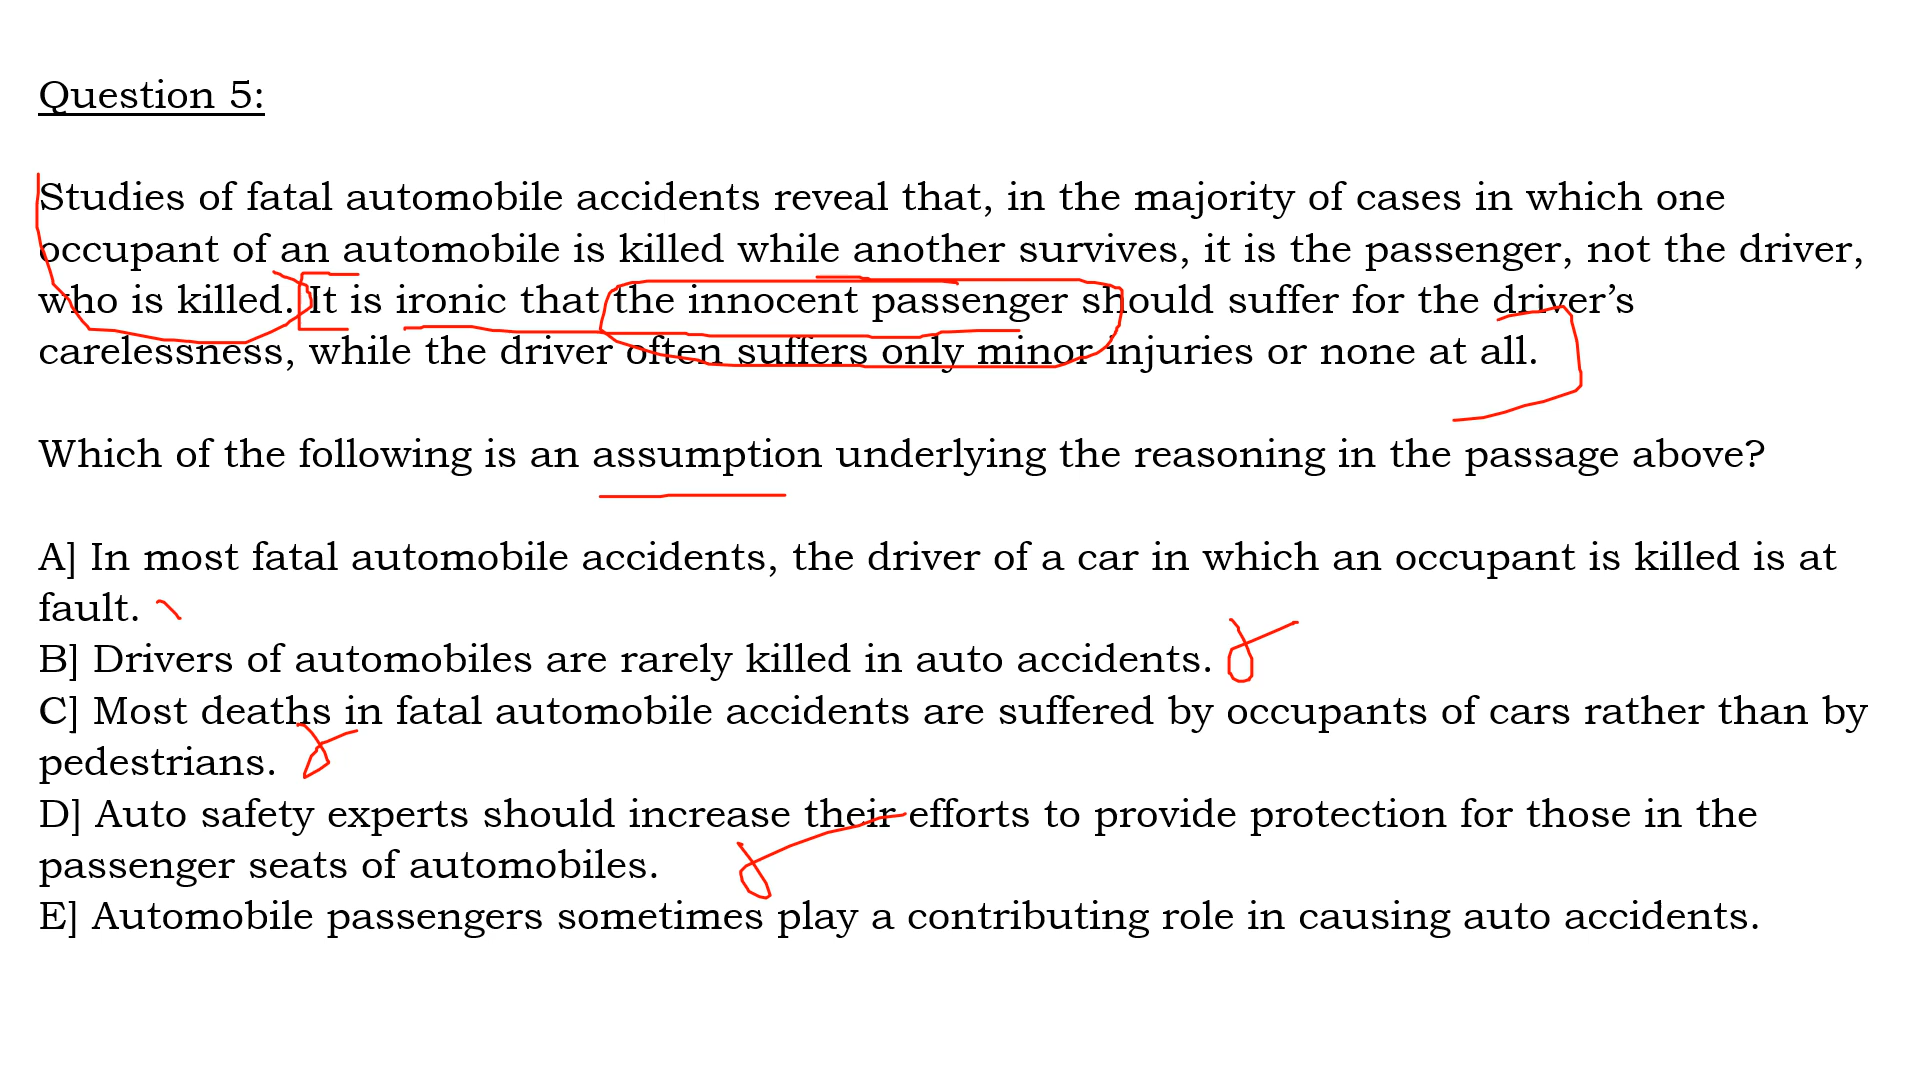 Question 5:
Studies of fatal automobile accidents reveal that, in the majority of cases in which one
occupant of an automobile is killed while another survives, it is the passenger, not the driver,
who is killed. It is ironic that the innocent passenger should suffer for the driver’s
carelessness, while the driver often suffers only minor injuries or none at all.
Which of the following is an assumption underlying the reasoning in the passage above?
A] In most fatal automobile accidents, the driver of a car in which an occupant is killed is at
fault.
B] Drivers of automobiles are rarely killed in auto accidents.
C] Most deaths in fatal automobile accidents are suffered by occupants of cars rather than by
pedestrians.
D] Auto safety experts should increase their efforts to provide protection for those in the
passenger seats of automobiles.
E] Automobile passengers sometimes play a contributing role in causing auto accidents.